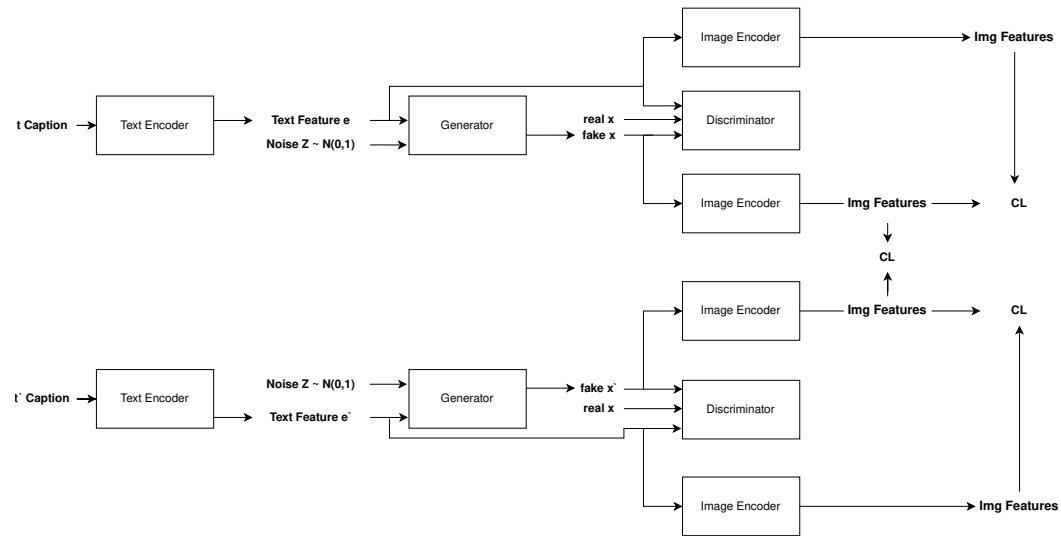 Image Encoder
Img Features
t Caption
Text Encoder
Text Feature e
Noise Z ~ N(0,1)
Generator
real x
fake x
Discriminator
Image Encoder
Img Features
CL
CL
Image Encoder
Img Features
CL
t` Caption
Text Encoder
Noise Z ~ N(0,1)
Text Feature e`
Generator
fake x`
real x
Discriminator
Image Encoder
Img Features